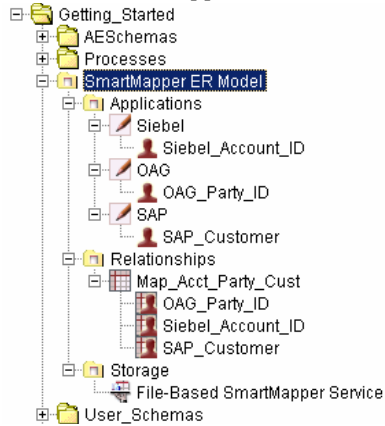 Getting_Started
AESchemas
Processes
SmartMapper ER Model
Applications
Siebel
Siebel_Account_ID
OAG
OAG_Party_ID
SAP
SAP_Customer
Relationships
Map_Acct_Party_Cust
OAG_Party_ID
Siebel_Account_ID
SAP_Customer
Storage
File-Based SmartMapper Service
User_Schemas